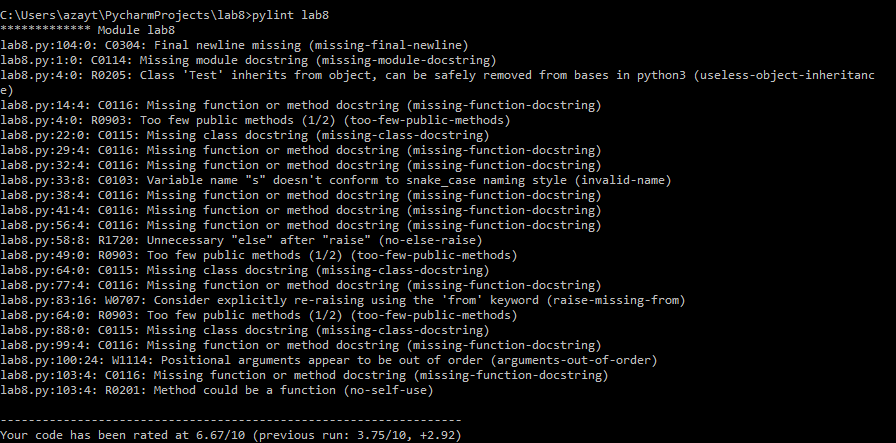 C:\Users\azayt\PycharmProjects\lab8>pylint lab8
************* Module lab8
lab8.py:104:0: C0304: Final newline missing (missing-final-newline)
lab8.py:1:0: C0114: Missing module docstring (missing-module-docstring)
lab8.py:4:0: R0205: Class 'Test' inherits from object, can be safely removed from bases in python3 (useless-object-inheritanc
e)
lab8.py:14:4: C0116: Missing function or method docstring (missing-function-docstring)
lab8.py:4:0: R0903: Too few public methods (1/2) (too-few-public-methods)
lab8.py:22:0: C0115: Missing class docstring (missing-class-docstring)
lab8.py:29:4: C0116: Missing function or method docstring (missing-function-docstring)
lab8.py:32:4: C0116: Missing function or method docstring (missing-function-docstring)
lab8.py:33:8: C0103: Variable name "s" doesn't conform to snake_case naming style (invalid-name)
lab8.py:38:4: C0116: Missing function or method docstring (missing-function-docstring)
lab8.py:41:4: C0116: Missing function or method docstring (missing-function-docstring)
lab8.py:56:4: C0116: Missing function or method docstring (missing-function-docstring)
lab8.py:58:8: R1720: Unnecessary "else" after "raise" (no-else-raise)
lab8.py:49:0: R0903: Too few public methods (1/2) (too-few-public-methods)
lab8.py:64:0: C0115: Missing class docstring (missing-class-docstring)
lab8.py:77:4: C0116: Missing function or method docstring (missing-function-docstring)
lab8.py:83:16: W0707: Consider explicitly re-raising using the 'from' keyword (raise-missing-from)
lab8.py:64:0: R0903: Too few public methods (1/2) (too-few-public-methods)
lab8.py:88:0: C0115: Missing class docstring (missing-class-docstring)
lab8.py:99:4: C0116: Missing function or method docstring (missing-function-docstring)
lab8.py:100:24: W1114: Positional arguments appear to be out of order (arguments-out-of-order)
lab8.py:103:4: C0116: Missing function or method docstring (missing-function-docstring)
lab8.py:103:4: R0201: Method could be a function (no-self-use)
------------------------------------------------------------------
Your code has been rated at 6.67/10 (previous run: 3.75/10, +2.92)